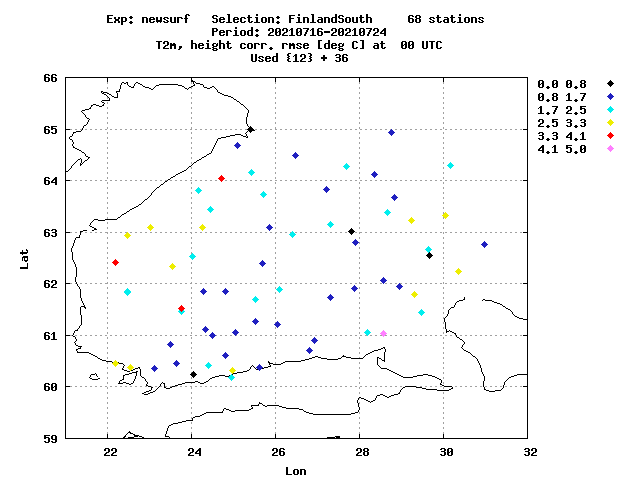 Exp: newsurf   Selection: FinlandSouth     68 stations
Period: 20210716-20210724
T2m, height corr. rmse [deg C] at  00 UTC
Used {12} + 36
0.0 0.8
0.8 1.7
1.7 2.5
2.5 3.3
3.3 4.1
4.1 5.0
66
65
64
63
62
61
60
59
Lat
22 24 26 28 30 32
Lon